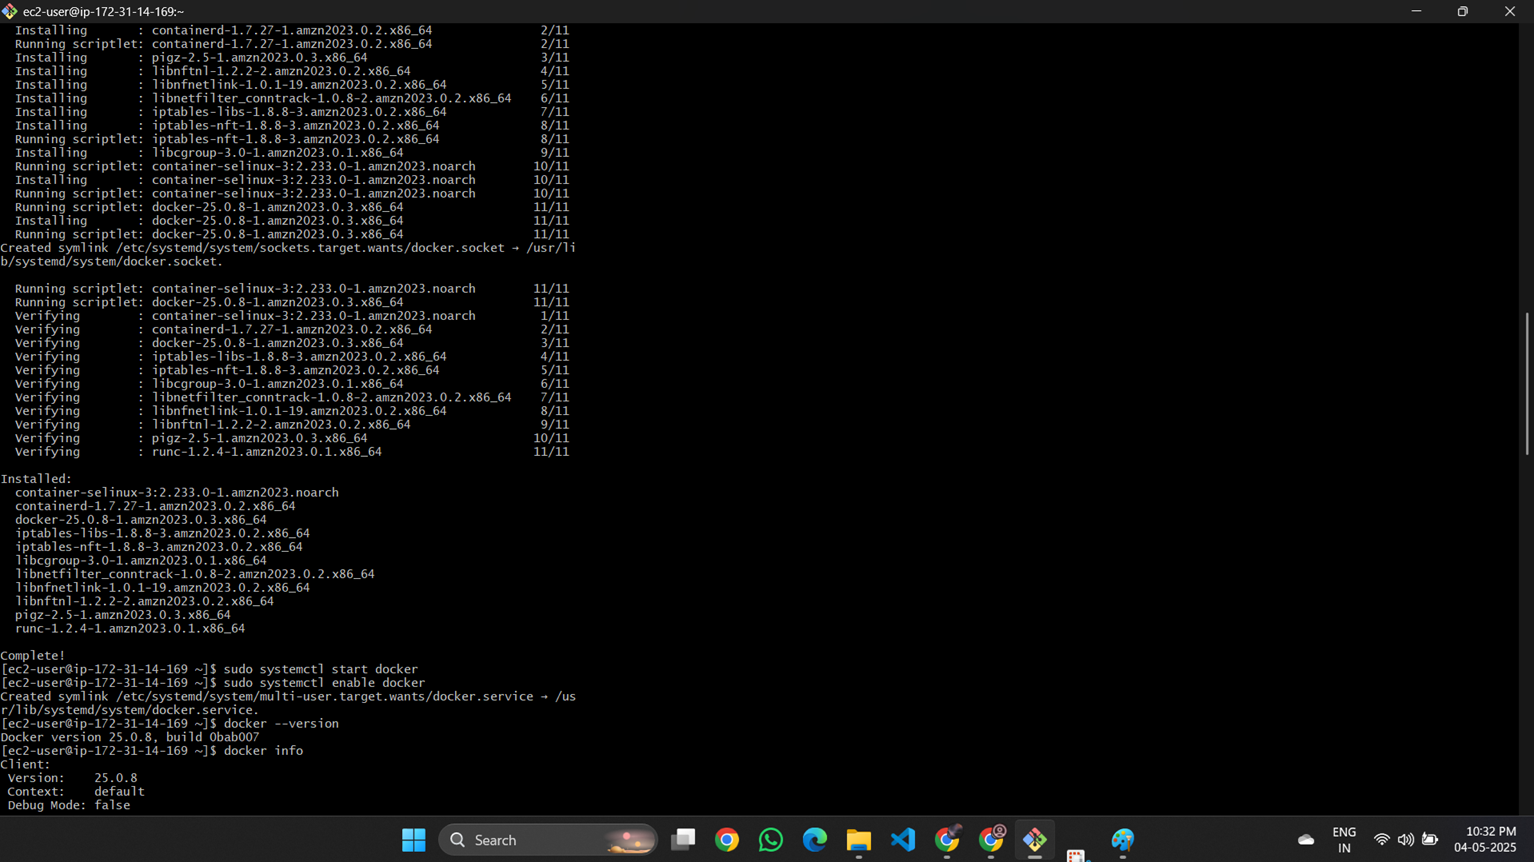 ec2-user@ip-172-31-14-169:~
Installing : containerd-1.7.27-1.amzn2023.0.2.x86_64 2/11
Running scriptlet: containerd-1.7.27-1.amzn2023.0.2.x86_64 2/11
Installing : pigz-2.5-1.amzn2023.0.3.x86_64 3/11
Installing : libnftnl-1.2.2-2.amzn2023.0.2.x86_64 4/11
Installing : libnfnetlink-1.0.1-19.amzn2023.0.2.x86_64 5/11
Installing : libnetfilter_conntrack-1.0.8-2.amzn2023.0.2.x86_64 6/11
Installing : iptables-libs-1.8.8-3.amzn2023.0.2.x86_64 7/11
Installing : iptables-nft-1.8.8-3.amzn2023.0.2.x86_64 8/11
Running scriptlet: iptables-nft-1.8.8-3.amzn2023.0.2.x86_64 8/11
Installing : libcgroup-3.0-1.amzn2023.0.1.x86_64 9/11
Running scriptlet: container-selinux-3:2.233.0-1.amzn2023.noarch 10/11
Installing : container-selinux-3:2.233.0-1.amzn2023.noarch 10/11
Running scriptlet: container-selinux-3:2.233.0-1.amzn2023.noarch 10/11
Running scriptlet: docker-25.0.8-1.amzn2023.0.3.x86_64 11/11
Installing : docker-25.0.8-1.amzn2023.0.3.x86_64 11/11
Running scriptlet: docker-25.0.8-1.amzn2023.0.3.x86_64 11/11
Created symlink /etc/systemd/system/sockets.target.wants/docker.socket → /usr/li
b/systemd/system/docker.socket.
Running scriptlet: container-selinux-3:2.233.0-1.amzn2023.noarch 11/11
Running scriptlet: docker-25.0.8-1.amzn2023.0.3.x86_64 11/11
Verifying : container-selinux-3:2.233.0-1.amzn2023.noarch 1/11
Verifying : containerd-1.7.27-1.amzn2023.0.2.x86_64 2/11
Verifying : docker-25.0.8-1.amzn2023.0.3.x86_64 3/11
Verifying : iptables-libs-1.8.8-3.amzn2023.0.2.x86_64 4/11
Verifying : iptables-nft-1.8.8-3.amzn2023.0.2.x86_64 5/11
Verifying : libcgroup-3.0-1.amzn2023.0.1.x86_64 6/11
Verifying : libnetfilter_conntrack-1.0.8-2.amzn2023.0.2.x86_64 7/11
Verifying : libnfnetlink-1.0.1-19.amzn2023.0.2.x86_64 8/11
Verifying : libnftnl-1.2.2-2.amzn2023.0.2.x86_64 9/11
Verifying : pigz-2.5-1.amzn2023.0.3.x86_64 10/11
Verifying : runc-1.2.4-1.amzn2023.0.1.x86_64 11/11
Installed:
container-selinux-3:2.233.0-1.amzn2023.noarch
containerd-1.7.27-1.amzn2023.0.2.x86_64
docker-25.0.8-1.amzn2023.0.3.x86_64
iptables-libs-1.8.8-3.amzn2023.0.2.x86_64
iptables-nft-1.8.8-3.amzn2023.0.2.x86_64
libcgroup-3.0-1.amzn2023.0.1.x86_64
libnetfilter_conntrack-1.0.8-2.amzn2023.0.2.x86_64
libnfnetlink-1.0.1-19.amzn2023.0.2.x86_64
libnftnl-1.2.2-2.amzn2023.0.2.x86_64
pigz-2.5-1.amzn2023.0.3.x86_64
runc-1.2.4-1.amzn2023.0.1.x86_64
Complete!
[ec2-user@ip-172-31-14-169 ~]$ sudo systemctl start docker
[ec2-user@ip-172-31-14-169 ~]$ sudo systemctl enable docker
Created symlink /etc/systemd/system/multi-user.target.wants/docker.service → /us
r/lib/systemd/system/docker.service.
[ec2-user@ip-172-31-14-169 ~]$ docker --version
Docker version 25.0.8, build 0bab007
[ec2-user@ip-172-31-14-169 ~]$ docker info
Client:
Version: 25.0.8
Context: default
Debug Mode: false
Search
ENG
IN
10:32 PM
04-05-2025